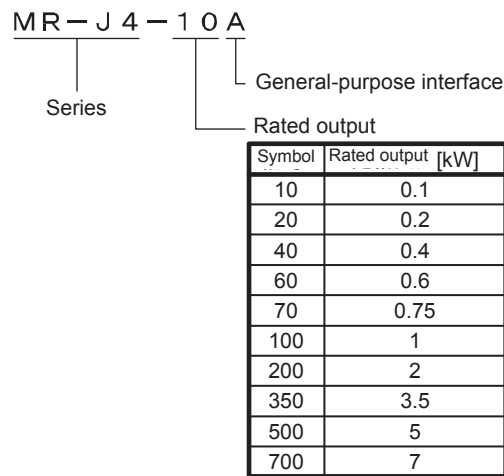 MR-J4-10A
General-purpose interface
Series
Rated output
Symbol Rated output [kW]
10 0.1
20 0.2
40 0.4
60 0.6
70 0.75
100 1
200 2
350 3.5
500 5
700 7